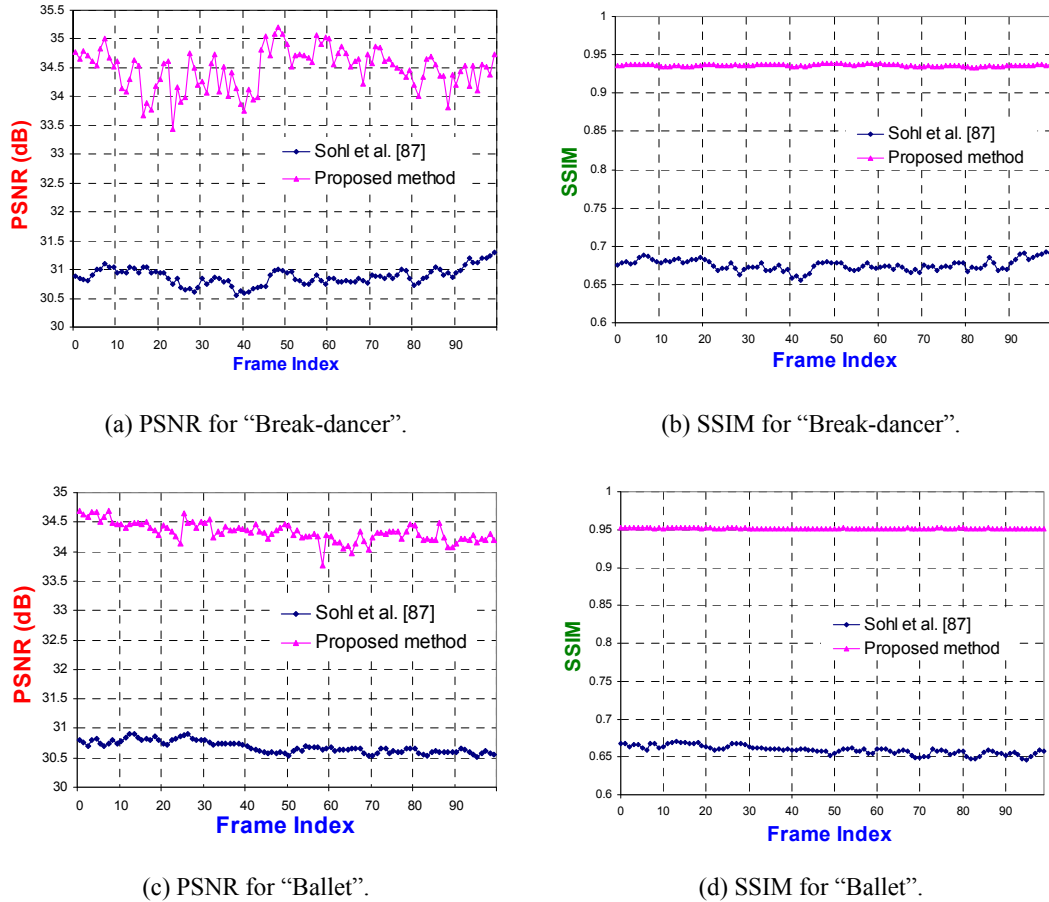 35.5
35
34.5
34
33.5
33
32.5
32
31.5
31
30.5
30
PSNR (dB)
Sohl et al. [87]
Proposed method
0 10 20 30 40 50 60 70 80 90
Frame Index
(a) PSNR for “Break-dancer”.
1
0.95
0.9
0.85
0.8
0.75
0.7
0.65
0.6
SSIM
Sohl et al. [87]
Proposed method
0 10 20 30 40 50 60 70 80 90
Frame Index
(b) SSIM for “Break-dancer”.
35
34.5
34
33.5
33
32.5
32
31.5
31
30.5
30
PSNR (dB)
Sohl et al. [87]
Proposed method
0 10 20 30 40 50 60 70 80 90
Frame Index
(c) PSNR for “Ballet”.
1
0.95
0.9
0.85
0.8
0.75
0.7
0.65
0.6
SSIM
Sohl et al. [87]
Proposed method
0 10 20 30 40 50 60 70 80 90
Frame Index
(d) SSIM for “Ballet”.